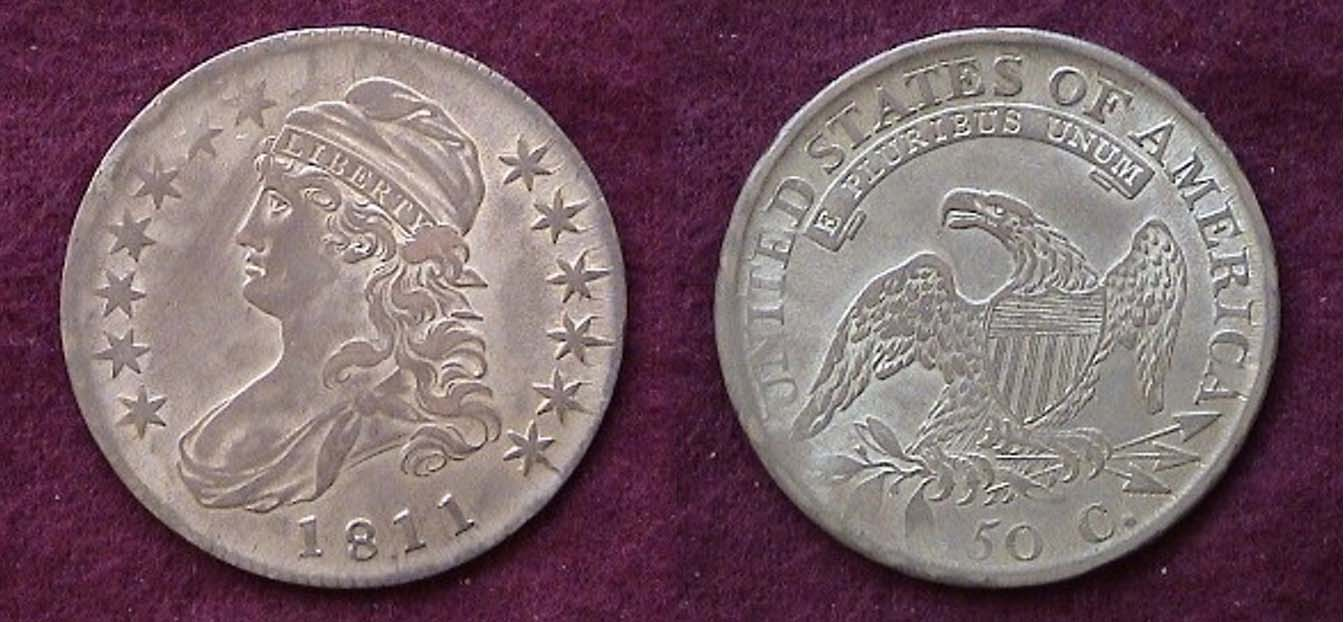 LIBERTY
1811
UNITED STATES OF AMERICA
E PLURIBUS UNUM
50 C.